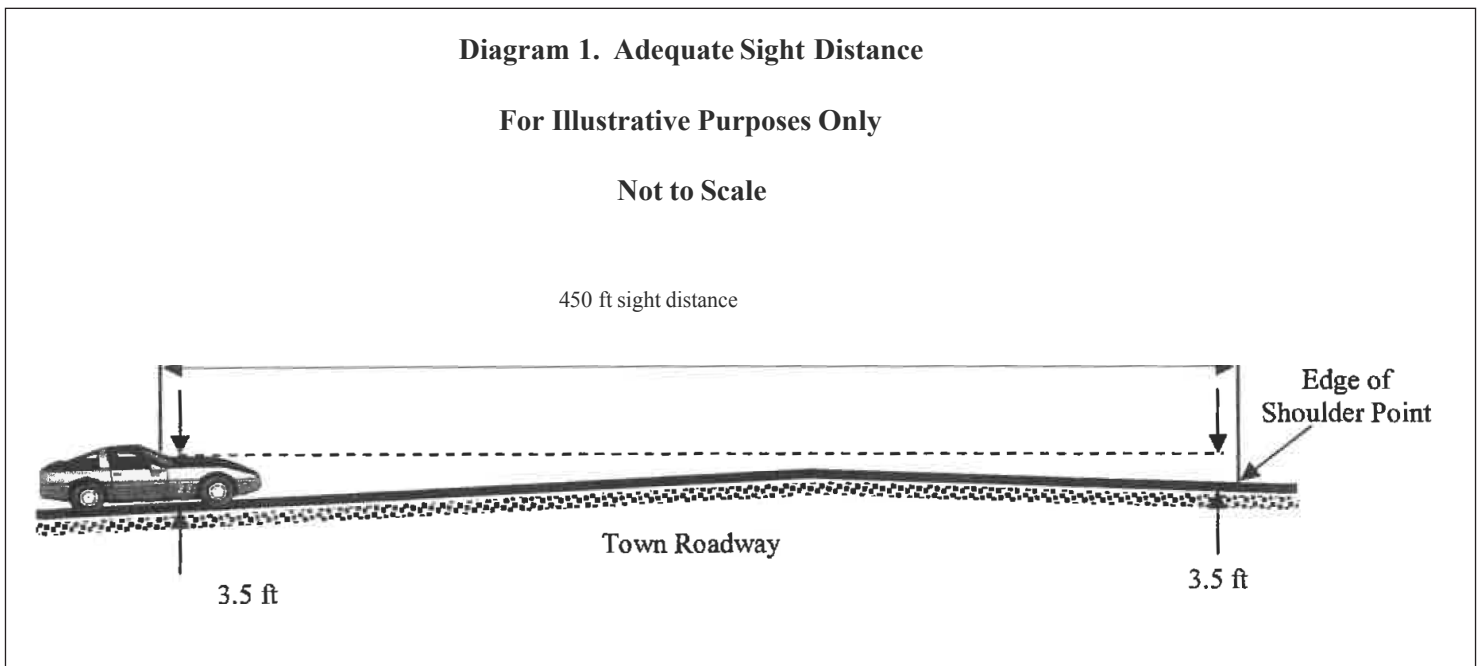 Diagram 1. Adequate Sight Distance
For Illustrative Purposes Only
Not to Scale
450 ft sight distance
Edge of
Shoulder Point
Town Roadway
3.5 ft
3.5 ft